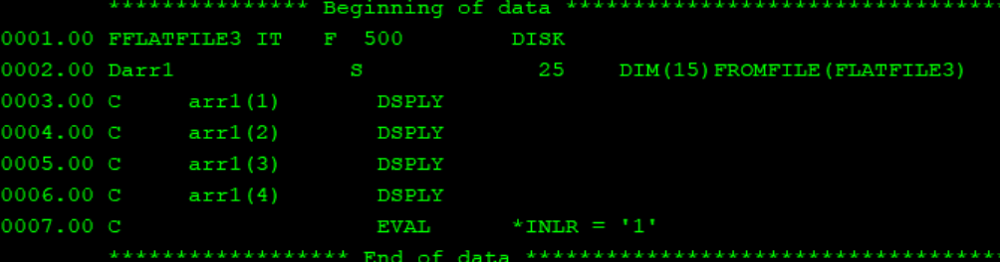 *************** Beginning of data *********************************
0001.00 FFLATFILE3 IT   F  500        DISK
0002.00 Darr1             S             25    DIM(15)FROMFILE(FLATFILE3)
0003.00 C     arr1(1)       DSPLY
0004.00 C     arr1(2)       DSPLY
0005.00 C     arr1(3)       DSPLY
0006.00 C     arr1(4)       DSPLY
0007.00 C                   EVAL      *INLR = '1'
****************** End of data ************************************